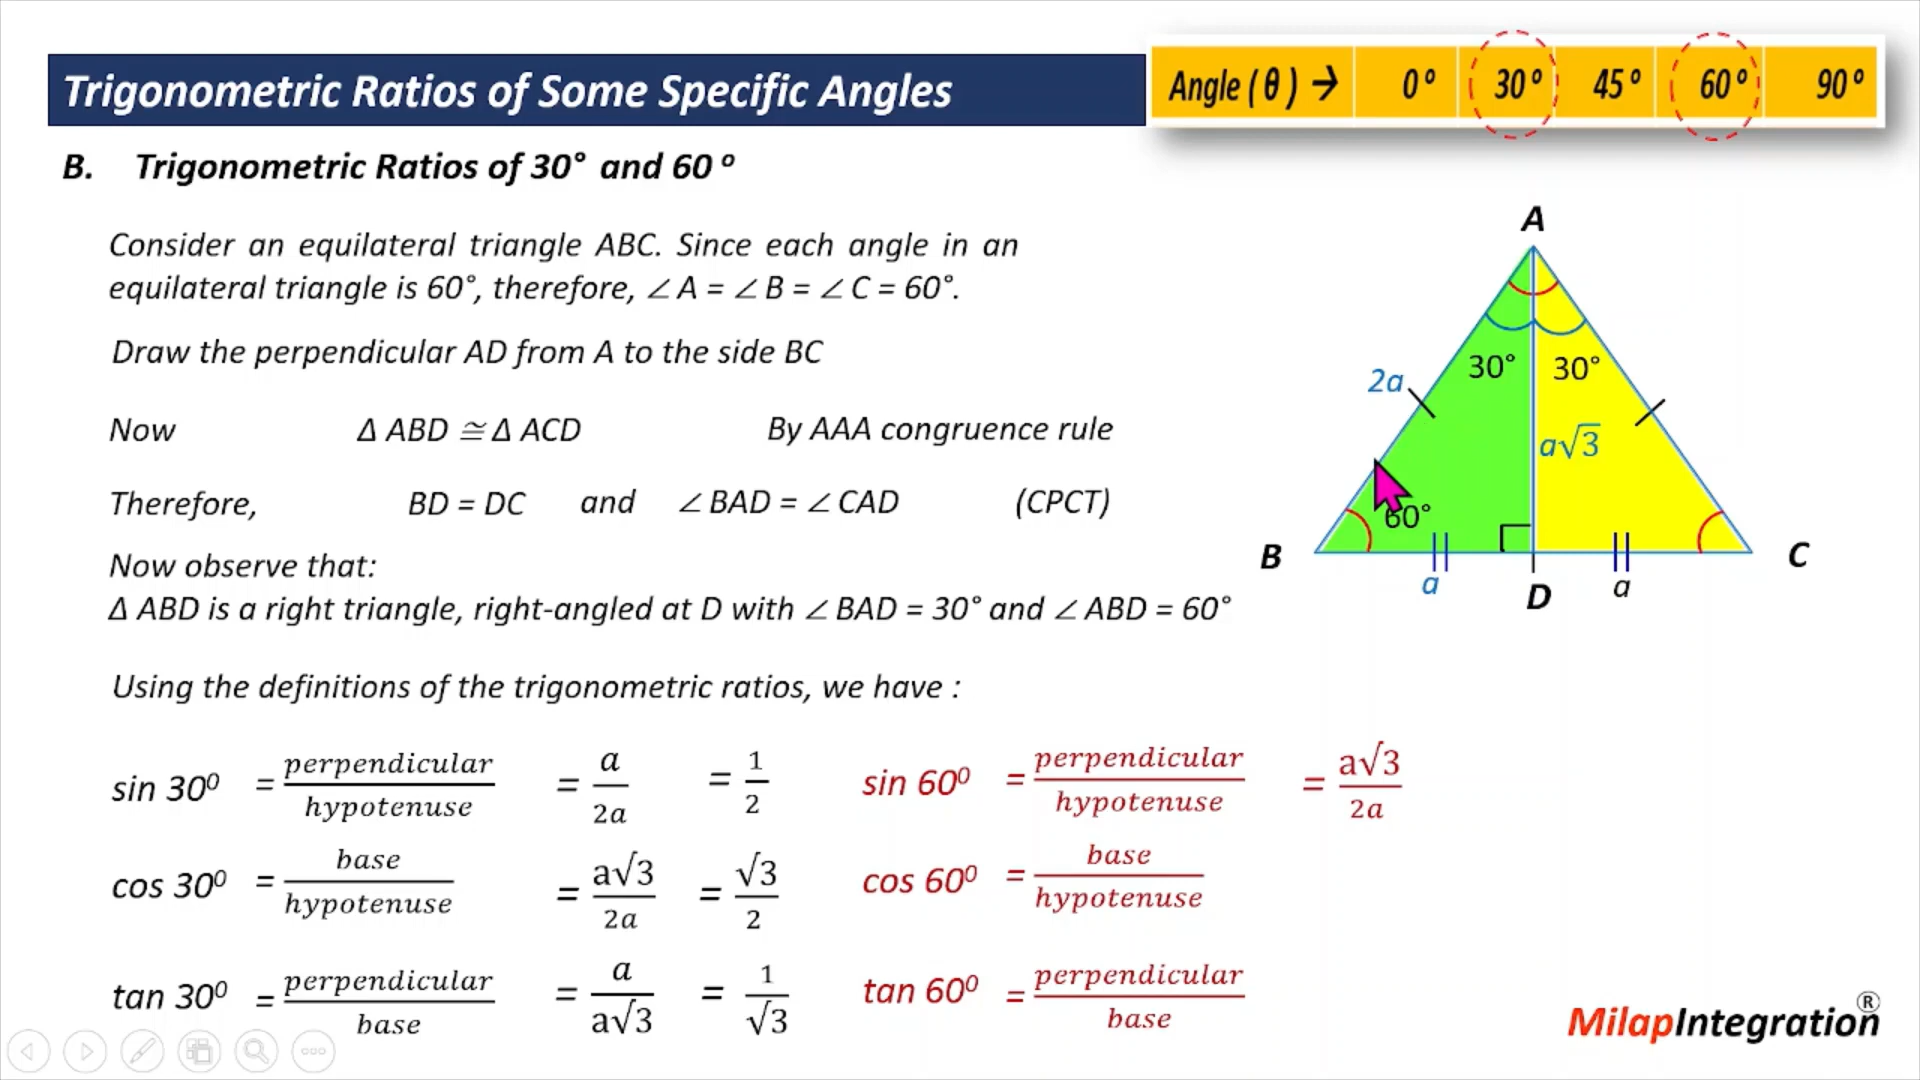 Trigonometric Ratios of Some Specific Angles
Angle ( θ ) → 0° 30° 45° 60° 90°
B. Trigonometric Ratios of 30° and 60 °
Consider an equilateral triangle ABC. Since each angle in an
equilateral triangle is 60°, therefore, ∠ A = ∠ B = ∠ C = 60°.
Draw the perpendicular AD from A to the side BC
Now Δ ABD ≅ Δ ACD By AAA congruence rule
Therefore, BD = DC and ∠ BAD = ∠ CAD (CPCT)
Now observe that:
Δ ABD is a right triangle, right-angled at D with ∠ BAD = 30° and ∠ ABD = 60°
Using the definitions of the trigonometric ratios, we have :
A
30° 30°
2a
a√3
60°
B C
a D a
sin 30⁰ = perpendicular/hypotenuse = a/2a = 1/2
cos 30⁰ = base/hypotenuse = a√3/2a = √3/2
tan 30⁰ = perpendicular/base = a/a√3 = 1/√3
sin 60⁰ = perpendicular/hypotenuse = a√3/2a
cos 60⁰ = base/hypotenuse
tan 60⁰ = perpendicular/base
MilapIntegration®